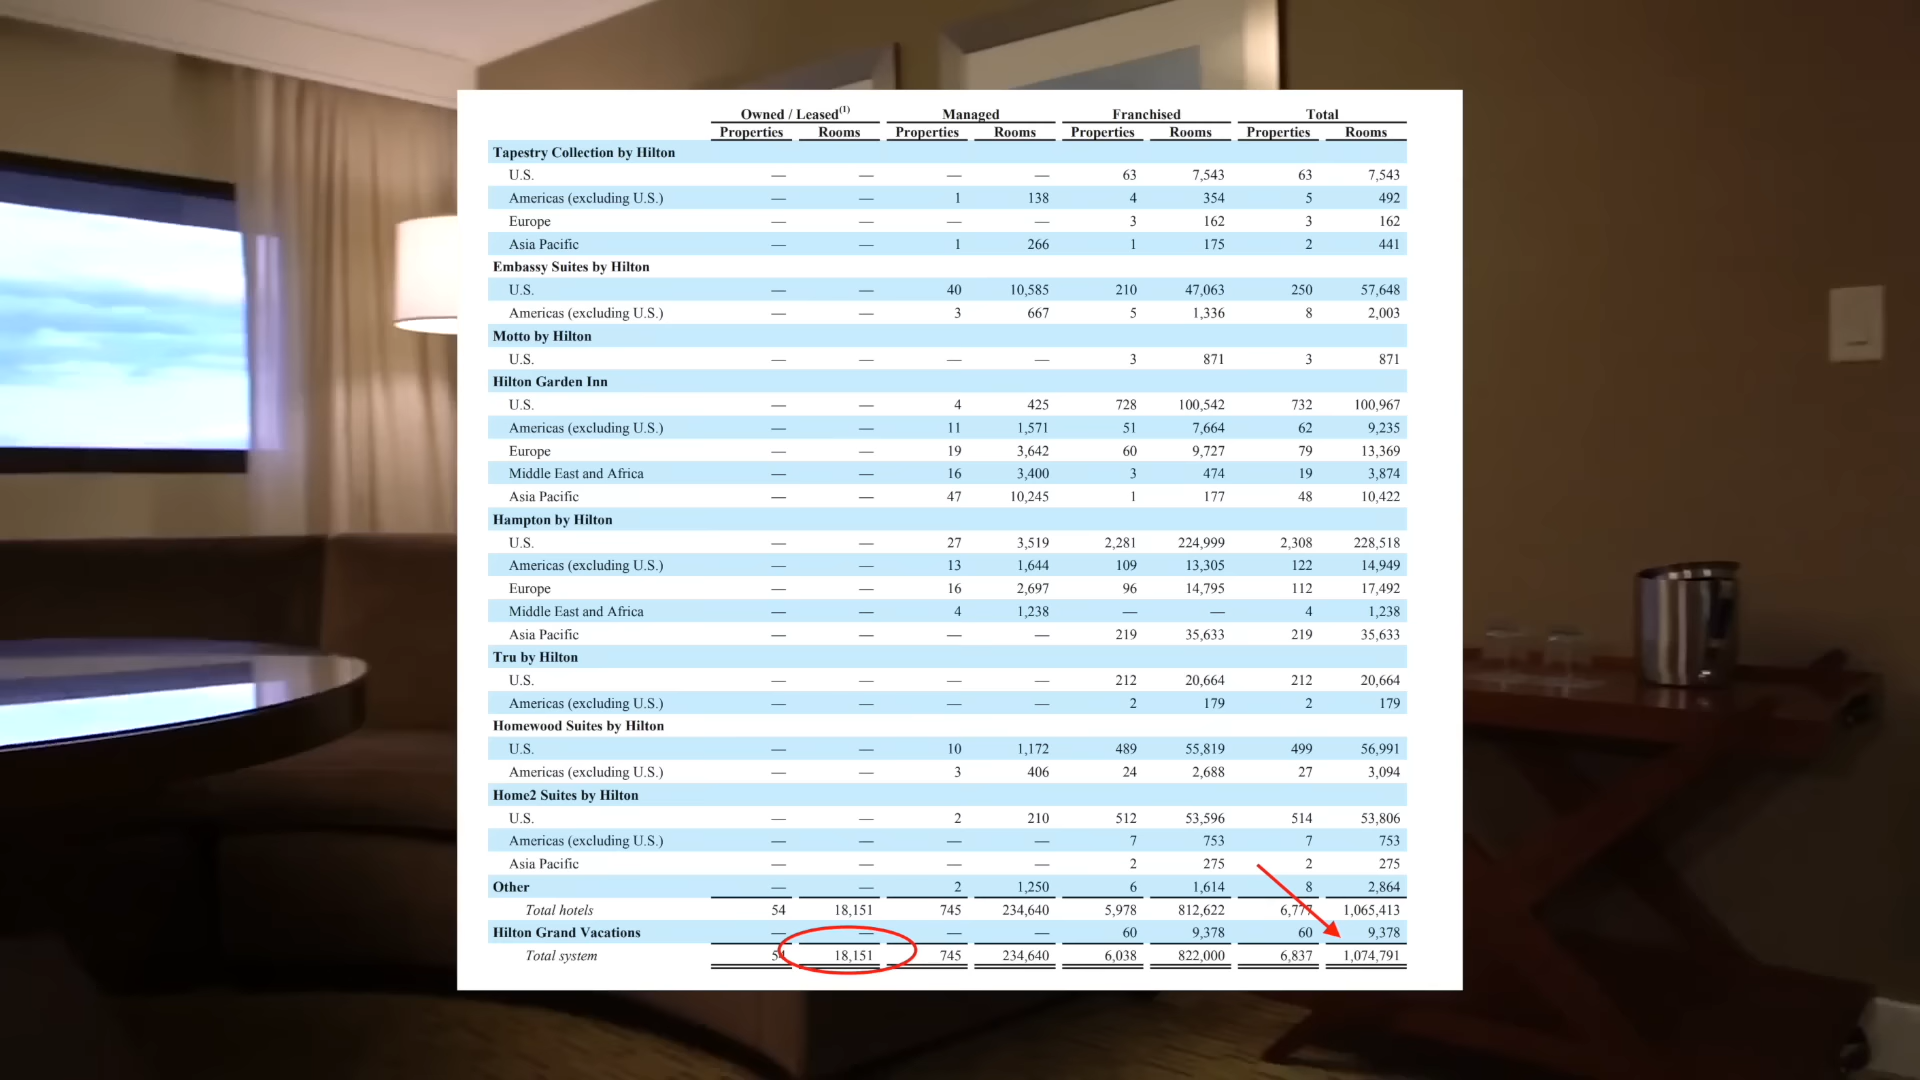 Owned / Leased(1) Managed Franchised Total
Properties Rooms Properties Rooms Properties Rooms Properties Rooms
Tapestry Collection by Hilton
U.S. — — — — 63 7,543 63 7,543
Americas (excluding U.S.) — — 1 138 4 354 5 492
Europe — — — — 3 162 3 162
Asia Pacific — — 1 266 1 175 2 441
Embassy Suites by Hilton
U.S. — — 40 10,585 210 47,063 250 57,648
Americas (excluding U.S.) — — 3 667 5 1,336 8 2,003
Motto by Hilton
U.S. — — — — 3 871 3 871
Hilton Garden Inn
U.S. — — 4 425 728 100,542 732 100,967
Americas (excluding U.S.) — — 11 1,571 51 7,664 62 9,235
Europe — — 19 3,642 60 9,727 79 13,369
Middle East and Africa — — 16 3,400 3 474 19 3,874
Asia Pacific — — 47 10,245 1 177 48 10,422
Hampton by Hilton
U.S. — — 27 3,519 2,281 224,999 2,308 228,518
Americas (excluding U.S.) — — 13 1,644 109 13,305 122 14,949
Europe — — 16 2,697 96 14,795 112 17,492
Middle East and Africa — — 4 1,238 — — 4 1,238
Asia Pacific — — — — 219 35,633 219 35,633
Tru by Hilton
U.S. — — — — 212 20,664 212 20,664
Americas (excluding U.S.) — — — — 2 179 2 179
Homewood Suites by Hilton
U.S. — — 10 1,172 489 55,819 499 56,991
Americas (excluding U.S.) — — 3 406 24 2,688 27 3,094
Home2 Suites by Hilton
U.S. — — 2 210 512 53,596 514 53,806
Americas (excluding U.S.) — — — — 7 753 7 753
Asia Pacific — — — — 2 275 2 275
Other — — 2 1,250 6 1,614 8 2,864
Total hotels 54 18,151 745 234,640 5,978 812,622 6,777 1,065,413
Hilton Grand Vacations — — — — 60 9,378 60 9,378
Total system 54 18,151 745 234,640 6,038 822,000 6,837 1,074,791